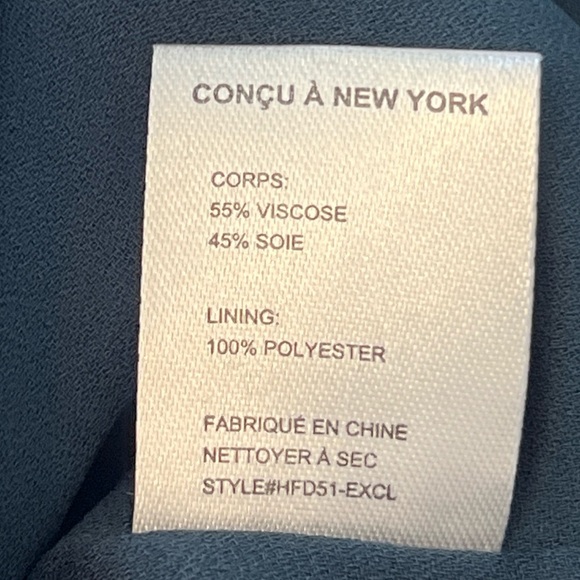 CONÇU À NEW YORK
CORPS:
55% VISCOSE
45% SOIE
LINING:
100% POLYESTER
FABRIQUÉ EN CHINE
NETTOYER À SEC
STYLE#HFD51-EXCL